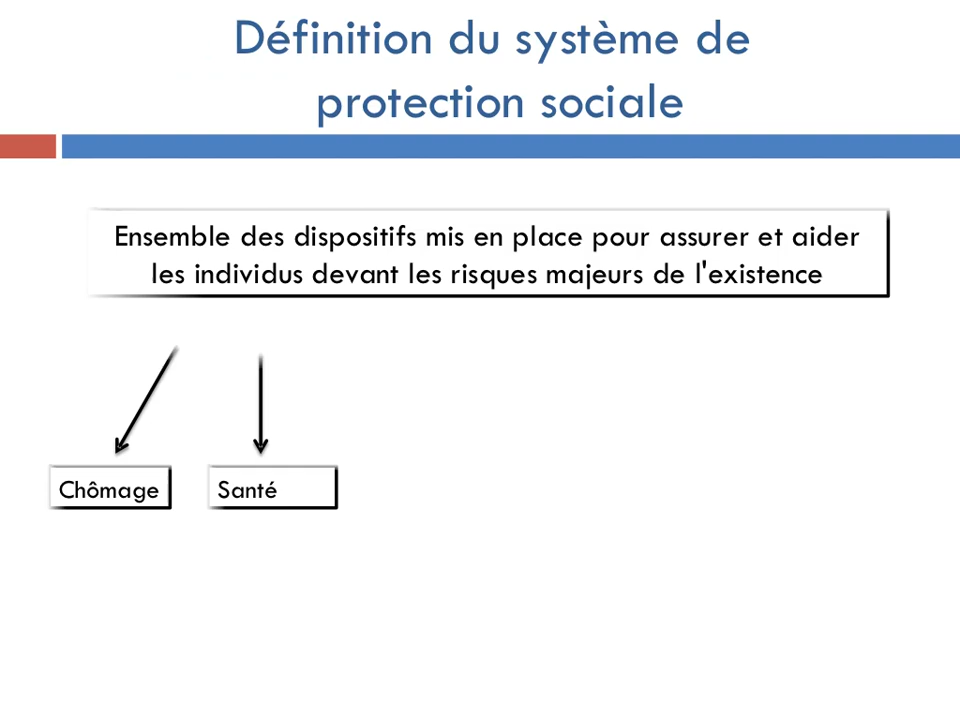 Définition du système de
protection sociale
Ensemble des dispositifs mis en place pour assurer et aider
les individus devant les risques majeurs de l'existence
Chômage
Santé